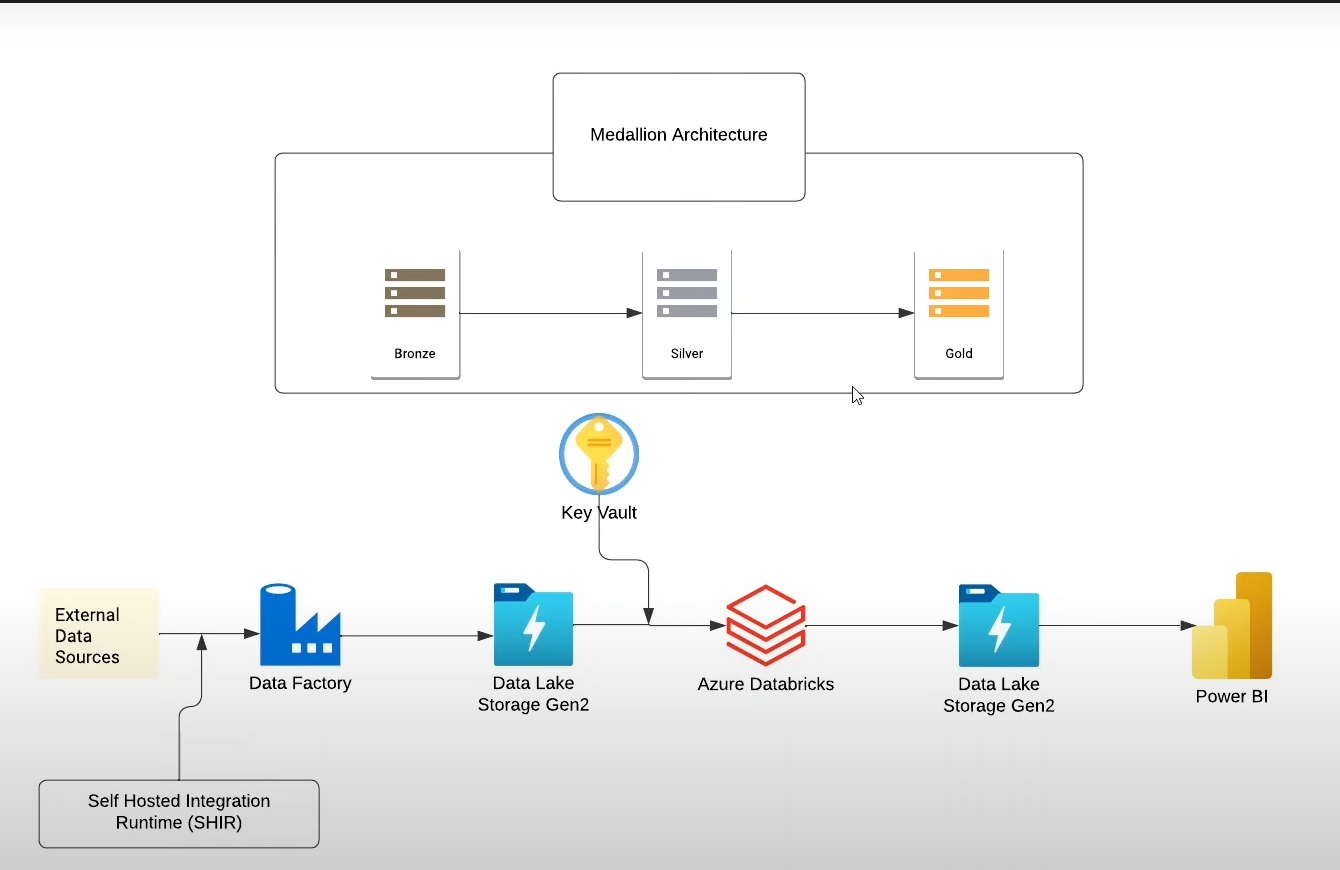 Medallion Architecture
Bronze
Silver
Gold
Key Vault
External
Data
Sources
Data Factory
Data Lake
Storage Gen2
Azure Databricks
Data Lake
Storage Gen2
Power BI
Self Hosted Integration
Runtime (SHIR)